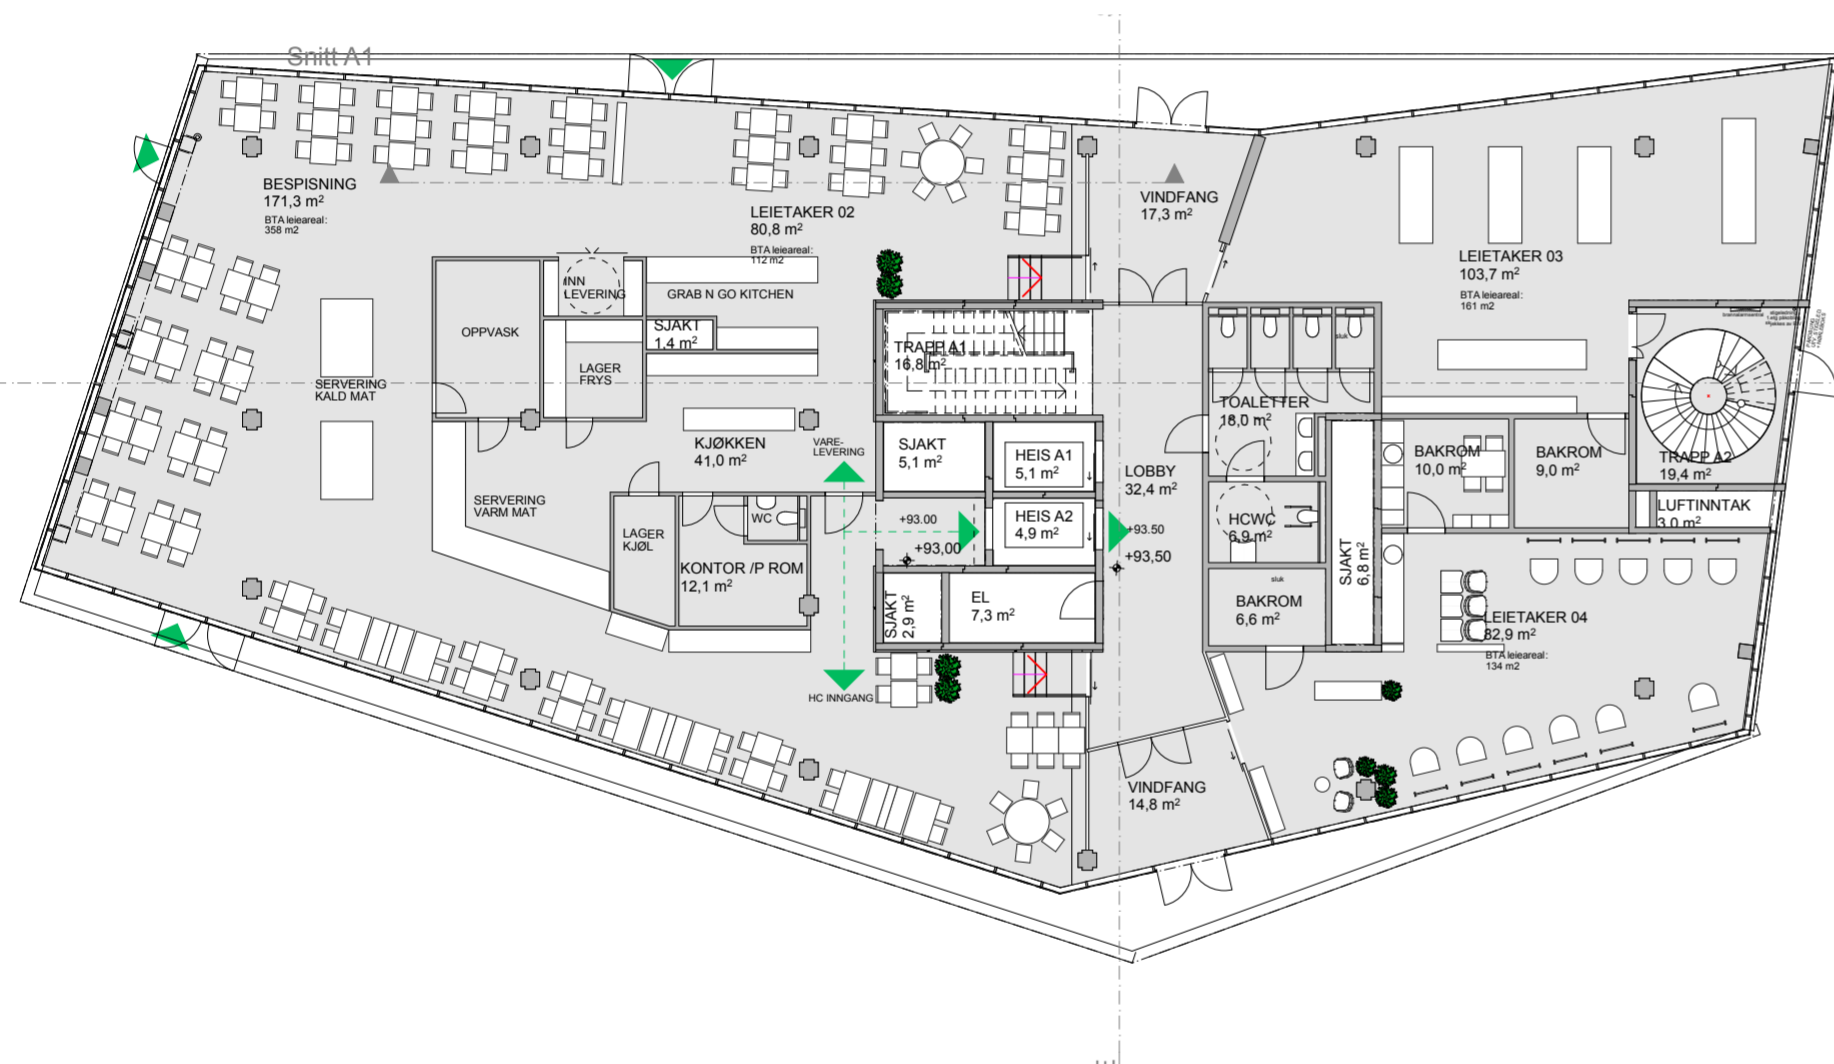 Snitt A1
BESPISNING
171,3 m²
BTA leieareal:
358 m2
LEIETAKER 02
80,8 m²
BTA leieareal:
112 m2
VINDFANG
17,3 m²
LEIETAKER 03
103,7 m²
BTA leieareal:
161 m2
INN
LEVERING
GRAB N GO KITCHEN
OPPVASK
SJAKT
1,4 m²
TRAPP A1
16,8 m²
sluk
LAGER
FRYS
SERVERING
KALD MAT
TOALETTER
18,0 m²
KJØKKEN
41,0 m²
VARE-
LEVERING
SJAKT
5,1 m²
HEIS A1
5,1 m²
LOBBY
32,4 m²
BAKROM
10,0 m²
BAKROM
9,0 m²
TRAPP A2
19,4 m²
SERVERING
VARM MAT
LUFTINNTAK
3,0 m²
LAGER
KJØL
WC
+93.00
+93,00
HEIS A2
4,9 m²
+93.50
+93,50
HCWC
6,9 m²
SJAKT
6,8 m²
KONTOR /P ROM
12,1 m²
SJAKT
2,9 m²
EL
7,3 m²
sluk
BAKROM
6,6 m²
LEIETAKER 04
82,9 m²
BTA leieareal:
134 m2
HC INNGANG
VINDFANG
14,8 m²